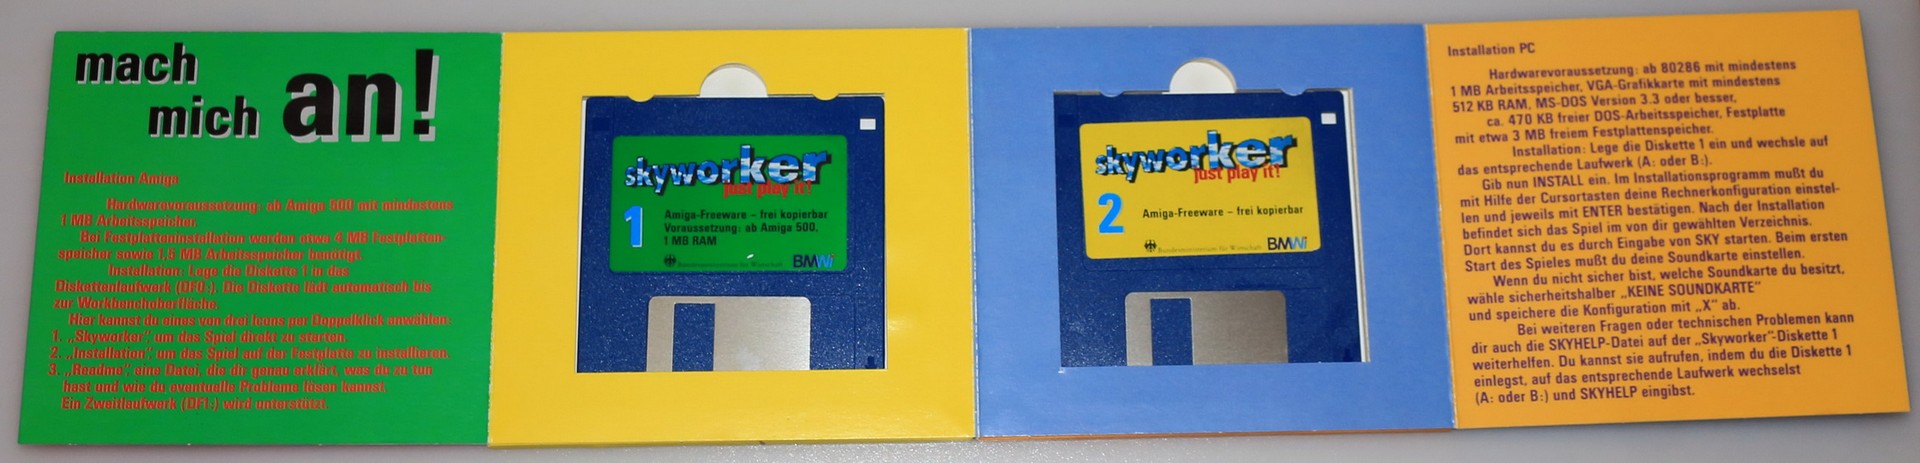 mach
mich an!
Installation Amiga
Hardwarevoraussetzung: ab Amiga 500 mit mindestens
1 MB Arbeitsspeicher.
Bei Festplatteninstallation werden etwa 4 MB Festplatten-
speicher sowie 1,5 MB Arbeitsspeicher benötigt.
Installation: Lege die Diskette 1 in das
Diskettenlaufwerk (DF0:). Die Diskette lädt automatisch bis
zur Workbenchoberfläche.
Hier kannst du eines von drei Icons per Doppelklick anwählen:
1. „Skyworker", um das Spiel direkt zu starten.
2. „Installation", um das Spiel auf der Festplatte zu installieren.
3. „Readme", eine Datei, die dir genau erklärt, was du zu tun
hast und wie du eventuelle Probleme lösen kannst.
Ein Zweitlaufwerk (DF1:) wird unterstützt.
skyworker
just play it!
1
Amiga-Freeware – frei kopierbar
Voraussetzung: ab Amiga 500,
1 MB RAM
Bundesministerium für Wirtschaft
BMWi
skyworker
just play it!
2
Amiga-Freeware – frei kopierbar
Bundesministerium für Wirtschaft
BMWi
Installation PC
Hardwarevoraussetzung: ab 80286 mit mindestens
1 MB Arbeitsspeicher, VGA-Grafikkarte mit mindestens
512 KB RAM, MS-DOS Version 3.3 oder besser,
ca. 470 KB freier DOS-Arbeitsspeicher, Festplatte
mit etwa 3 MB freiem Festplattenspeicher.
Installation: Lege die Diskette 1 ein und wechsle auf
das entsprechende Laufwerk (A: oder B:).
Gib nun INSTALL ein. Im Installationsprogramm mußt du
mit Hilfe der Cursortasten deine Rechnerkonfiguration einstel-
len und jeweils mit ENTER bestätigen. Nach der Installation
befindet sich das Spiel im von dir gewählten Verzeichnis.
Dort kannst du es durch Eingabe von SKY starten. Beim ersten
Start des Spieles mußt du deine Soundkarte einstellen.
Wenn du nicht sicher bist, welche Soundkarte du besitzt,
wähle sicherheitshalber „KEINE SOUNDKARTE"
und speichere die Konfiguration mit „X" ab.
Bei weiteren Fragen oder technischen Problemen kann
dir auch die SKYHELP-Datei auf der „Skyworker"-Diskette 1
weiterhelfen. Du kannst sie aufrufen, indem du die Diskette 1
einlegst, auf das entsprechende Laufwerk wechselst
(A: oder B:) und SKYHELP eingibst.